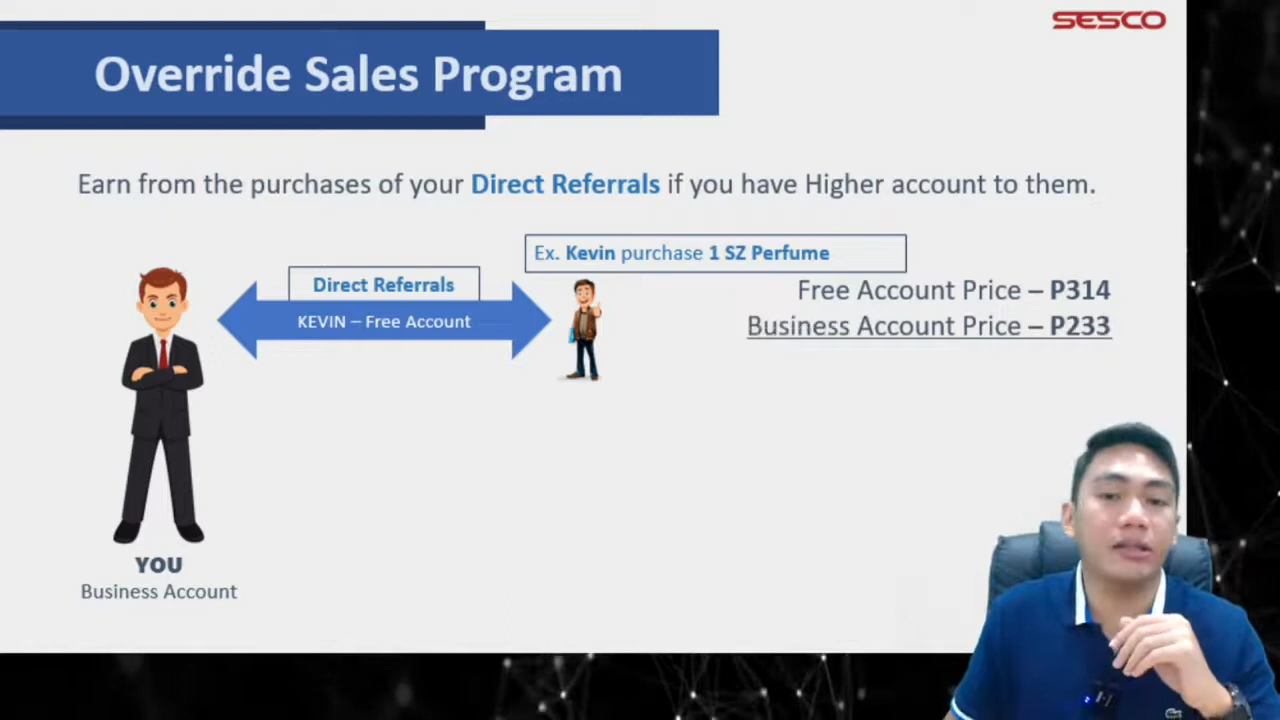 SESCO
Override Sales Program
Earn from the purchases of your Direct Referrals if you have Higher account to them.
Ex. Kevin purchase 1 SZ Perfume
Direct Referrals
KEVIN – Free Account
Free Account Price – P314
Business Account Price – P233
YOU
Business Account